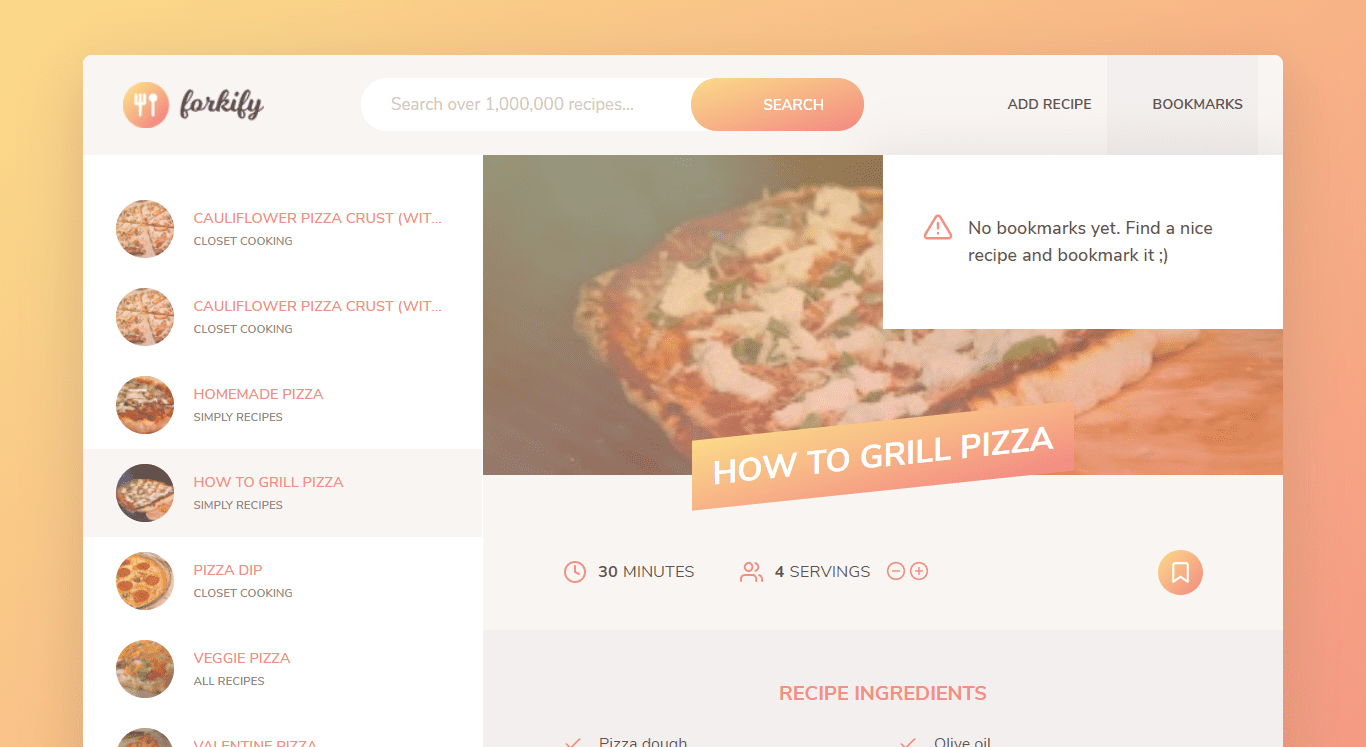 forkify
Search over 1,000,000 recipes...
SEARCH
ADD RECIPE
BOOKMARKS
CAULIFLOWER PIZZA CRUST (WIT...
CLOSET COOKING
CAULIFLOWER PIZZA CRUST (WIT...
CLOSET COOKING
HOMEMADE PIZZA
SIMPLY RECIPES
HOW TO GRILL PIZZA
SIMPLY RECIPES
PIZZA DIP
CLOSET COOKING
VEGGIE PIZZA
ALL RECIPES
VALENTINE PIZZA
No bookmarks yet. Find a nice
recipe and bookmark it ;)
HOW TO GRILL PIZZA
30 MINUTES
4 SERVINGS
RECIPE INGREDIENTS
Pizza dough
Olive oil